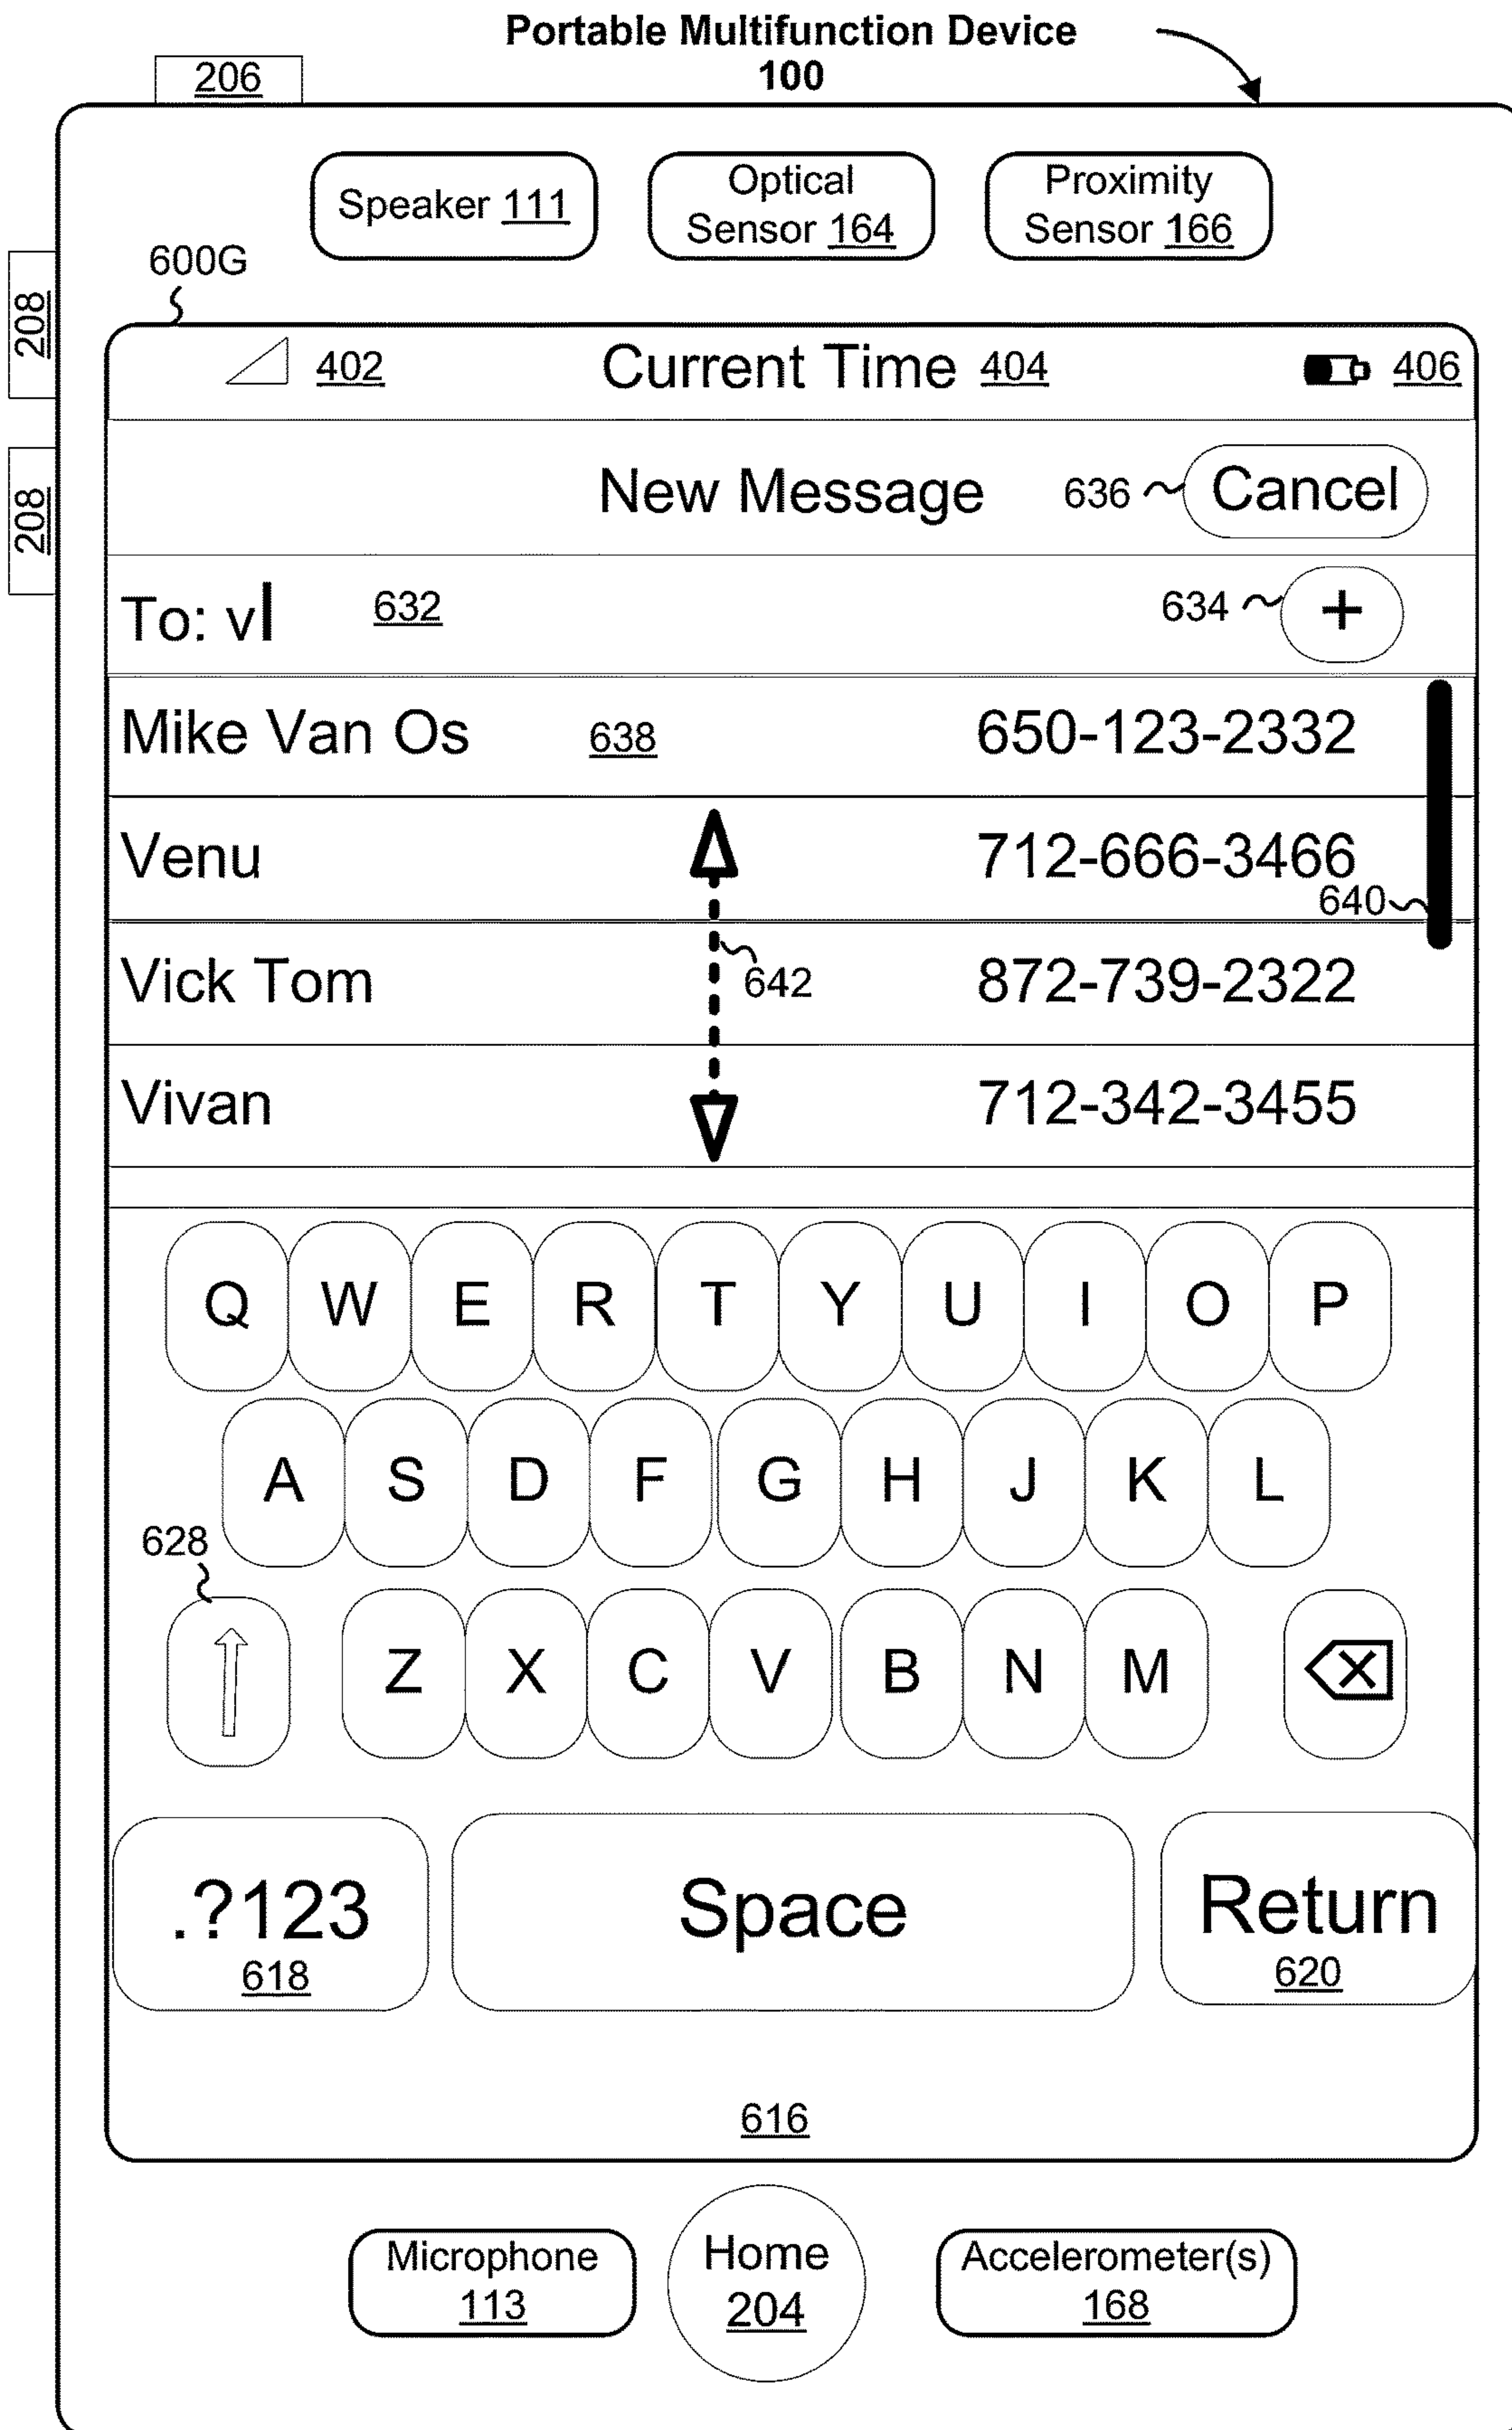 Portable Multifunction Device
100
206
Speaker 111
Optical
Sensor 164
Proximity
Sensor 166
600G
208
208
402 Current Time 404 406
New Message 636 Cancel
To: v 632 634 +
Mike Van Os 638 650-123-2332
Venu 712-666-3466
640
Vick Tom 642 872-739-2322
Vivan 712-342-3455
Q W E R T Y U I O P
A S D F G H J K L
628
Z X C V B N M
.?123 Space Return
618 620
616
Microphone
113
Home
204
Accelerometer(s)
168